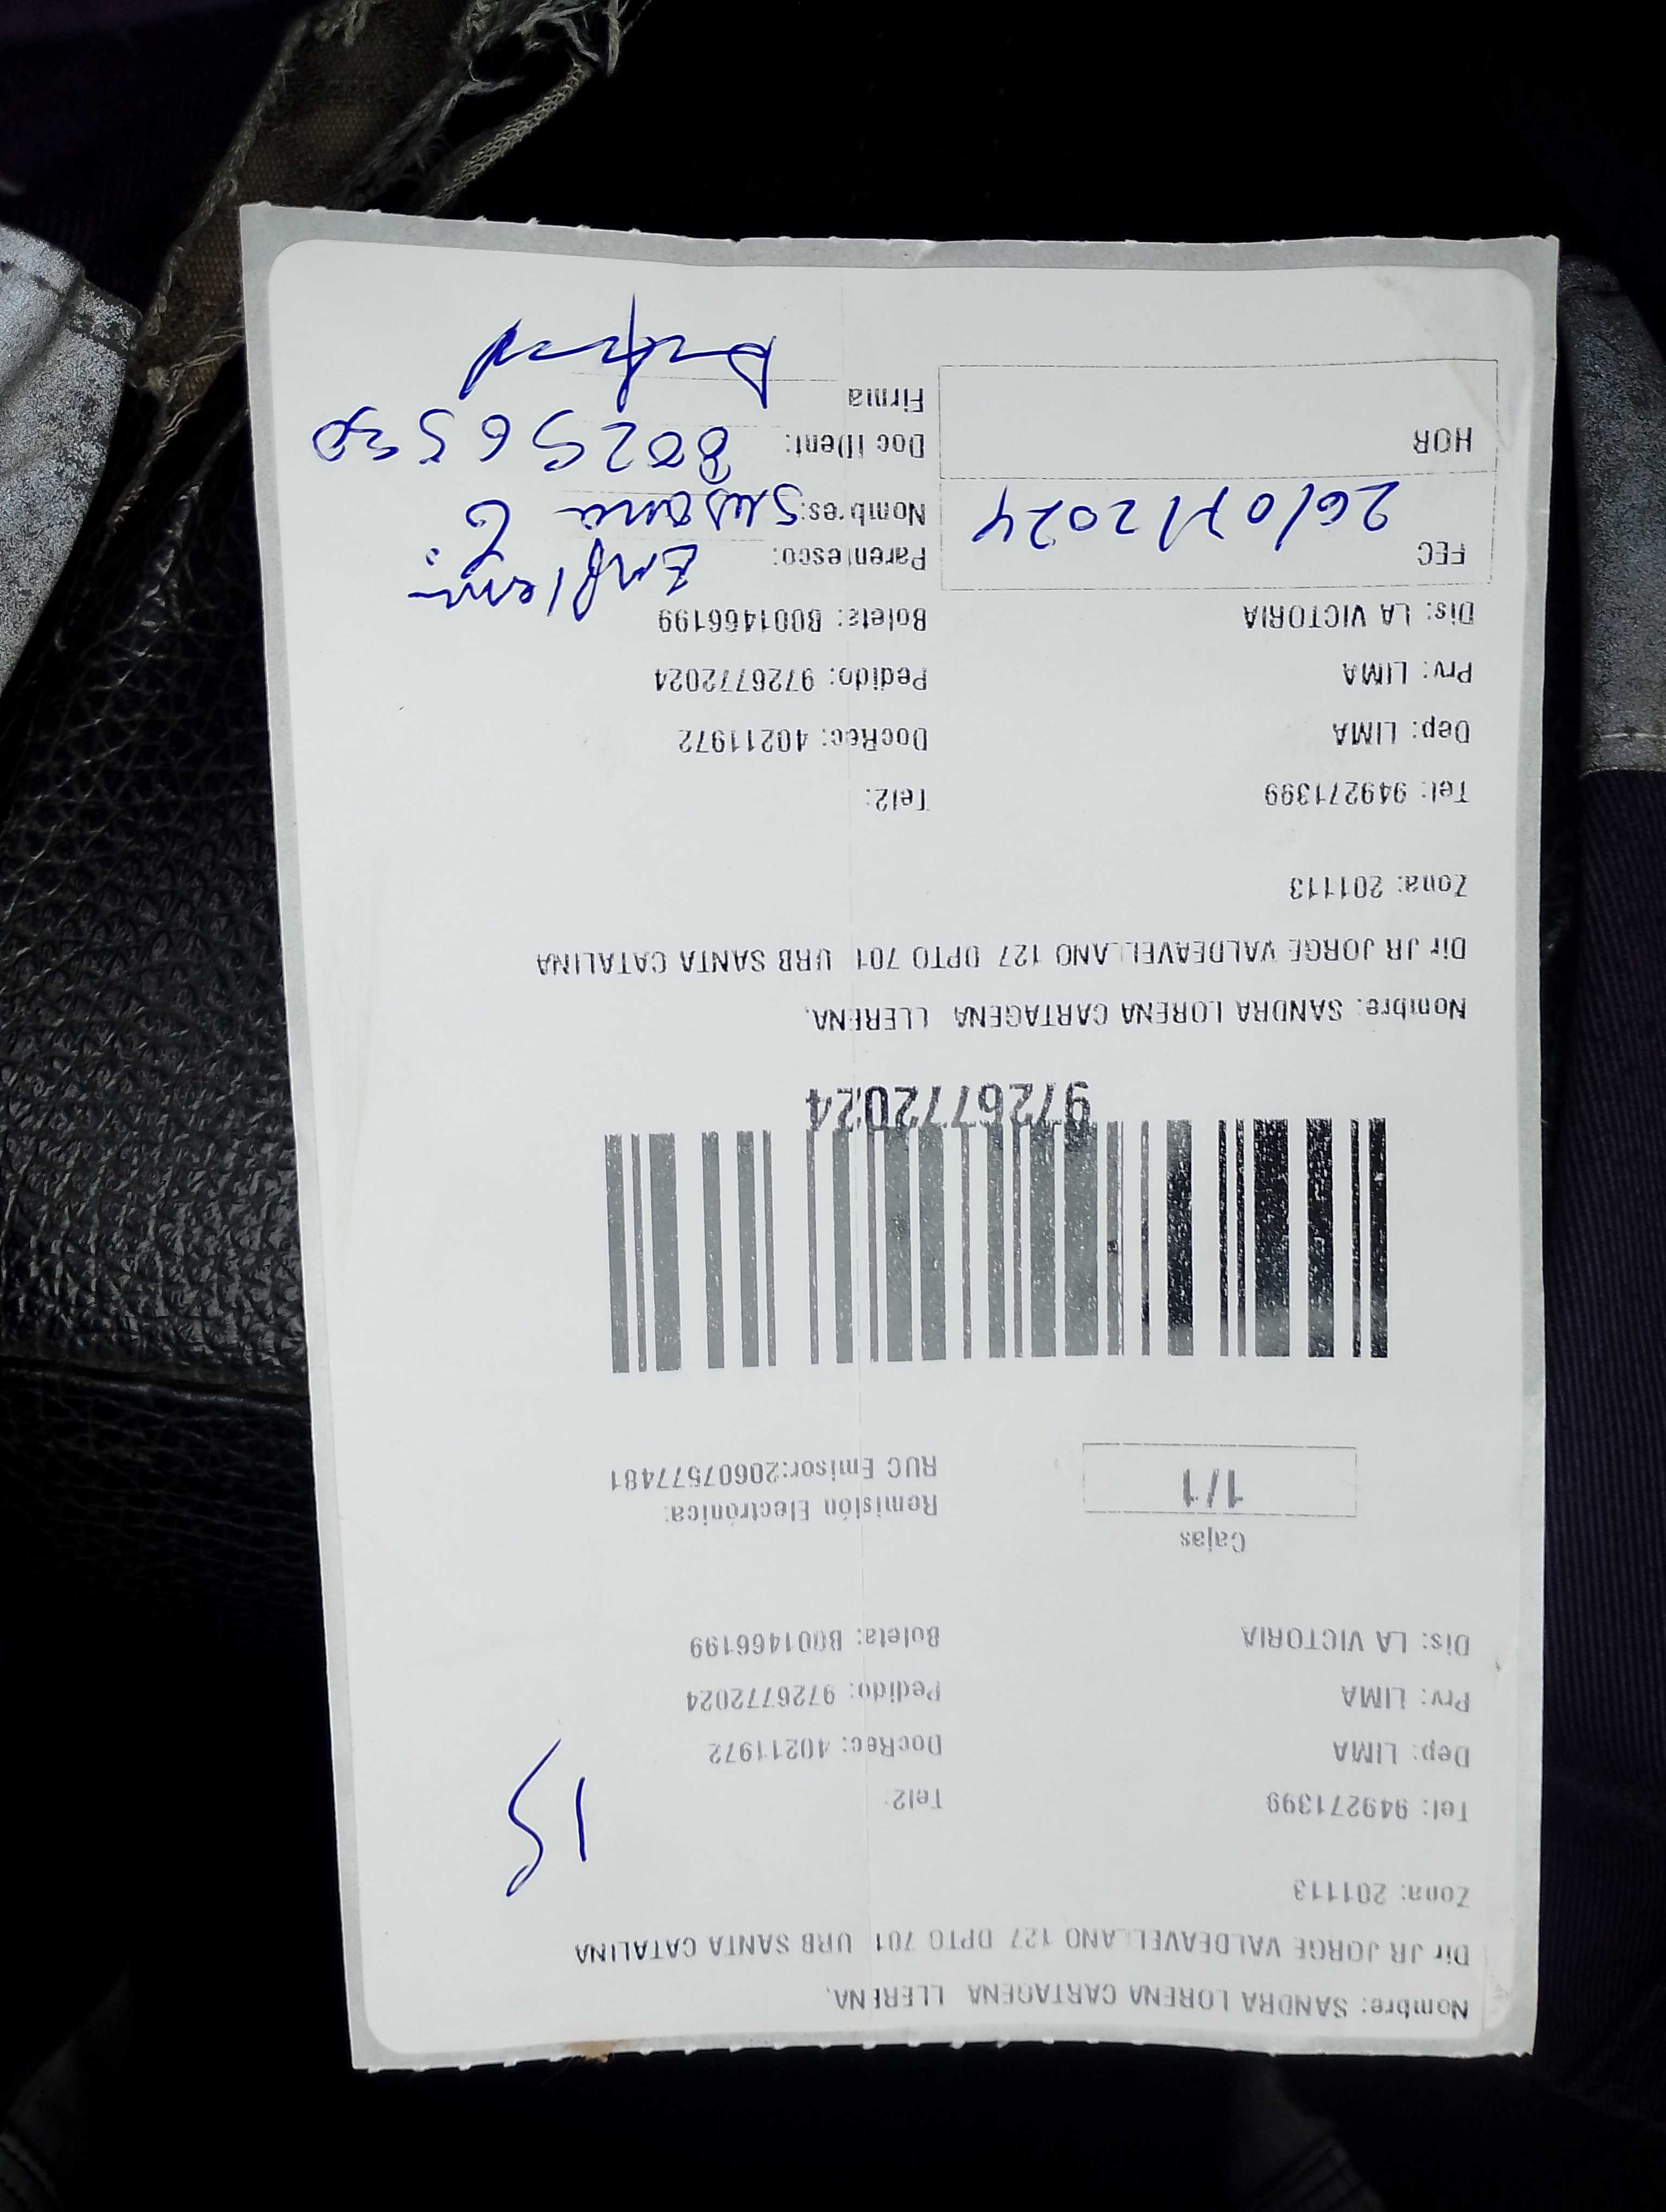 Nombre: SANDRA LORENA CARTAGENA LLERENA,
Dir JR JORGE VALDEAVELLANO 127 DPTO 701 URB SANTA CATALINA
Zona: 201113
15
Tel: 949271399 Tel2:
Dep: LIMA DocRec: 40211972
Prv: LIMA Pedido: 9726772024
Dis: LA VICTORIA Boleta: B001466199
Cajas
1/1
Remisión Electrónica:
RUC Emisor:20607577481
9726772024
Nombre: SANDRA LORENA CARTAGENA LLERENA,
Dir JR JORGE VALDEAVELLANO 127 DPTO 701 URB SANTA CATALINA
Zona: 201113
Tel: 949271399 Tel2:
Dep: LIMA DocRec: 40211972
Prv: LIMA Pedido: 9726772024
Dis: LA VICTORIA Boleta: B001466199
FEC 26/07/2024
HOR
Parentesco:
Nombres: Susana
Doc IDent: 80256530
Firma